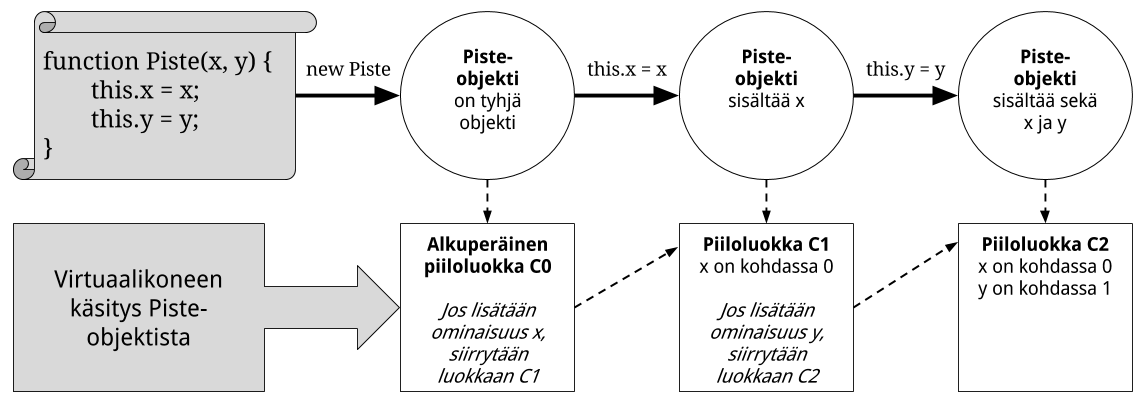 function Piste(x, y) {
this.x = x;
this.y = y;
}
new Piste
Piste-
objekti
on tyhjä
objekti
this.x = x
Piste-
objekti
sisältää x
this.y = y
Piste-
objekti
sisältää sekä
x ja y
Virtuaalikoneen
käsitys Piste-
objektista
Alkuperäinen
piiloluokka C0
Jos lisätään
ominaisuus x,
siirrytään
luokkaan C1
Piiloluokka C1
x on kohdassa 0
Jos lisätään
ominaisuus y,
siirrytään
luokkaan C2
Piiloluokka C2
x on kohdassa 0
y on kohdassa 1